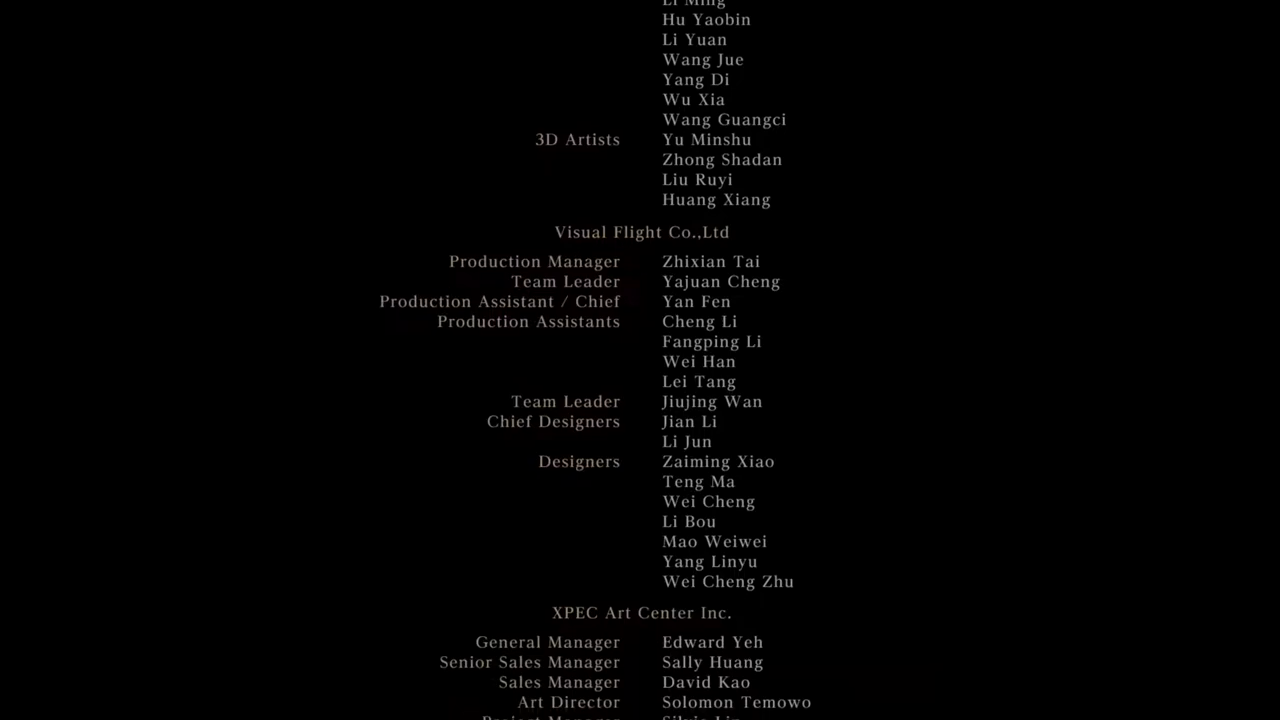 Li Ming
Hu Yaobin
Li Yuan
Wang Jue
Yang Di
Wu Xia
Wang Guangci
3D Artists Yu Minshu
Zhong Shadan
Liu Ruyi
Huang Xiang
Visual Flight Co.,Ltd
Production Manager Zhixian Tai
Team Leader Yajuan Cheng
Production Assistant / Chief Yan Fen
Production Assistants Cheng Li
Fangping Li
Wei Han
Lei Tang
Team Leader Jiujing Wan
Chief Designers Jian Li
Li Jun
Designers Zaiming Xiao
Teng Ma
Wei Cheng
Li Bou
Mao Weiwei
Yang Linyu
Wei Cheng Zhu
XPEC Art Center Inc.
General Manager Edward Yeh
Senior Sales Manager Sally Huang
Sales Manager David Kao
Art Director Solomon Temowo
Project Manager